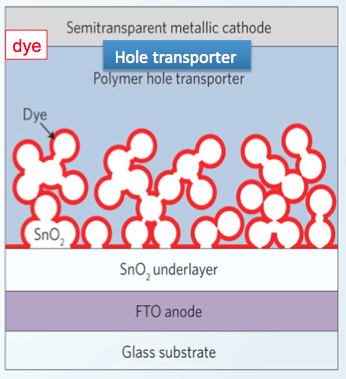 Semitransparent metallic cathode
dye
Hole transporter
Polymer hole transporter
Dye
SnO₂
SnO₂ underlayer
FTO anode
Glass substrate